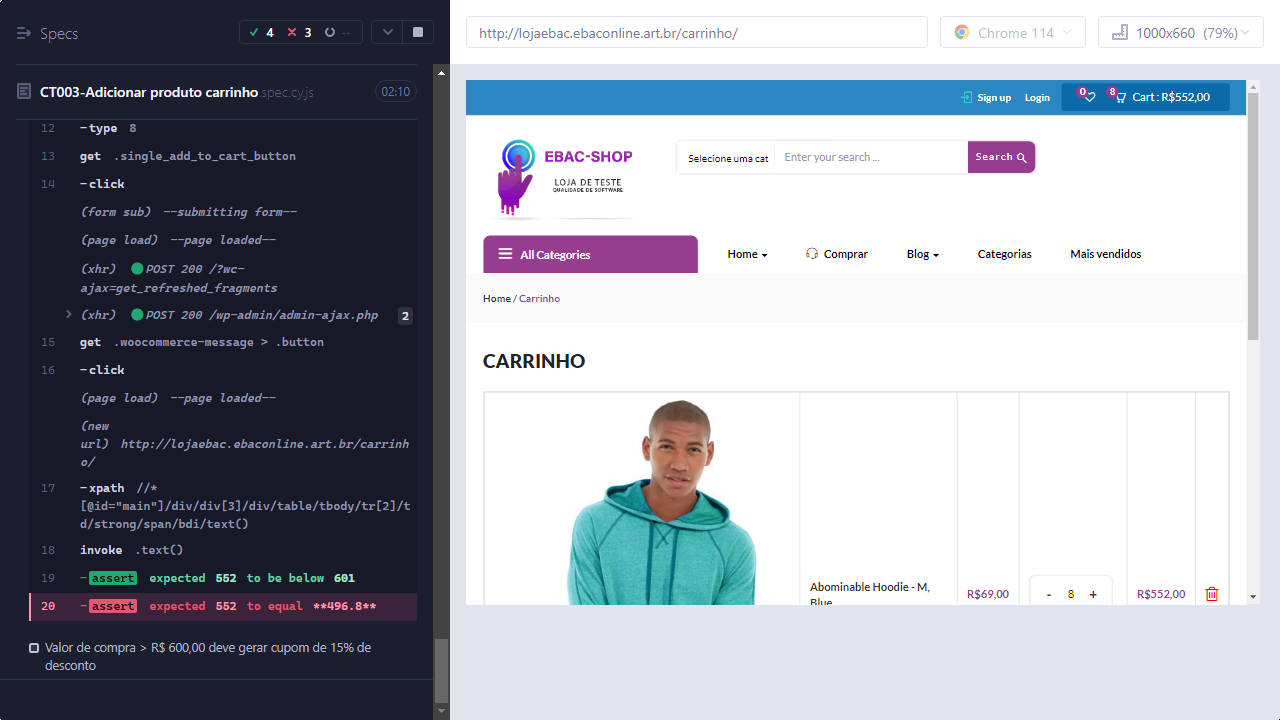 Specs
4
3
--
CT003-Adicionar produto carrinho.spec.cy.js
02:10
12 -type 8
13 get .single_add_to_cart_button
14 -click
(form sub) --submitting form--
(page load) --page loaded--
(xhr) POST 200 /?wc-
ajax=get_refreshed_fragments
(xhr) POST 200 /wp-admin/admin-ajax.php 2
15 get .woocommerce-message > .button
16 -click
(page load) --page loaded--
(new
url) http://lojaebac.ebaconline.art.br/carrinh
o/
17 -xpath //*
[@id="main"]/div/div[3]/div/table/tbody/tr[2]/t
d/strong/span/bdi/text()
18 invoke .text()
19 -assert expected 552 to be below 601
20 -assert expected 552 to equal **496.8**
Valor de compra > R$ 600,00 deve gerar cupom de 15% de
desconto
http://lojaebac.ebaconline.art.br/carrinho/
Chrome 114
1000x660 (79%)
Sign up
Login
0
8
Cart : R$552,00
EBAC-SHOP
LOJA DE TESTE
QUALIDADE DE SOFTWARE
Selecione uma cat
Enter your search ...
Search
All Categories
Home
Comprar
Blog
Categorias
Mais vendidos
Home / Carrinho
CARRINHO
Abominable Hoodie - M,
Blue
R$69,00
- 8 +
R$552,00